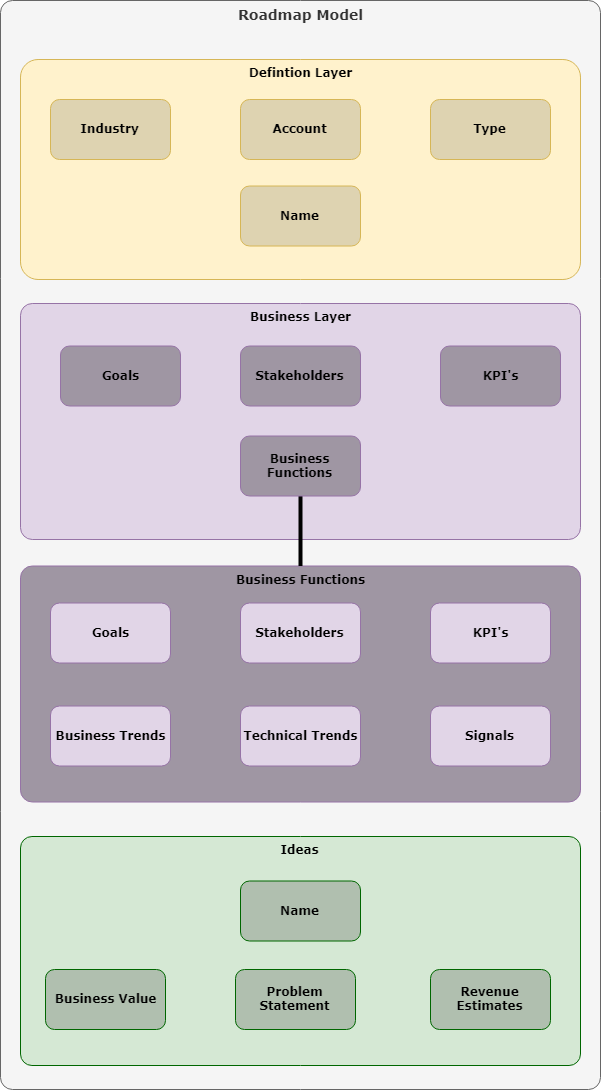 Roadmap Model
Defintion Layer
Industry
Account
Type
Name
Business Layer
Goals
Stakeholders
KPI's
Business
Functions
Business Functions
Goals
Stakeholders
KPI's
Business Trends
Technical Trends
Signals
Ideas
Name
Business Value
Problem
Statement
Revenue
Estimates